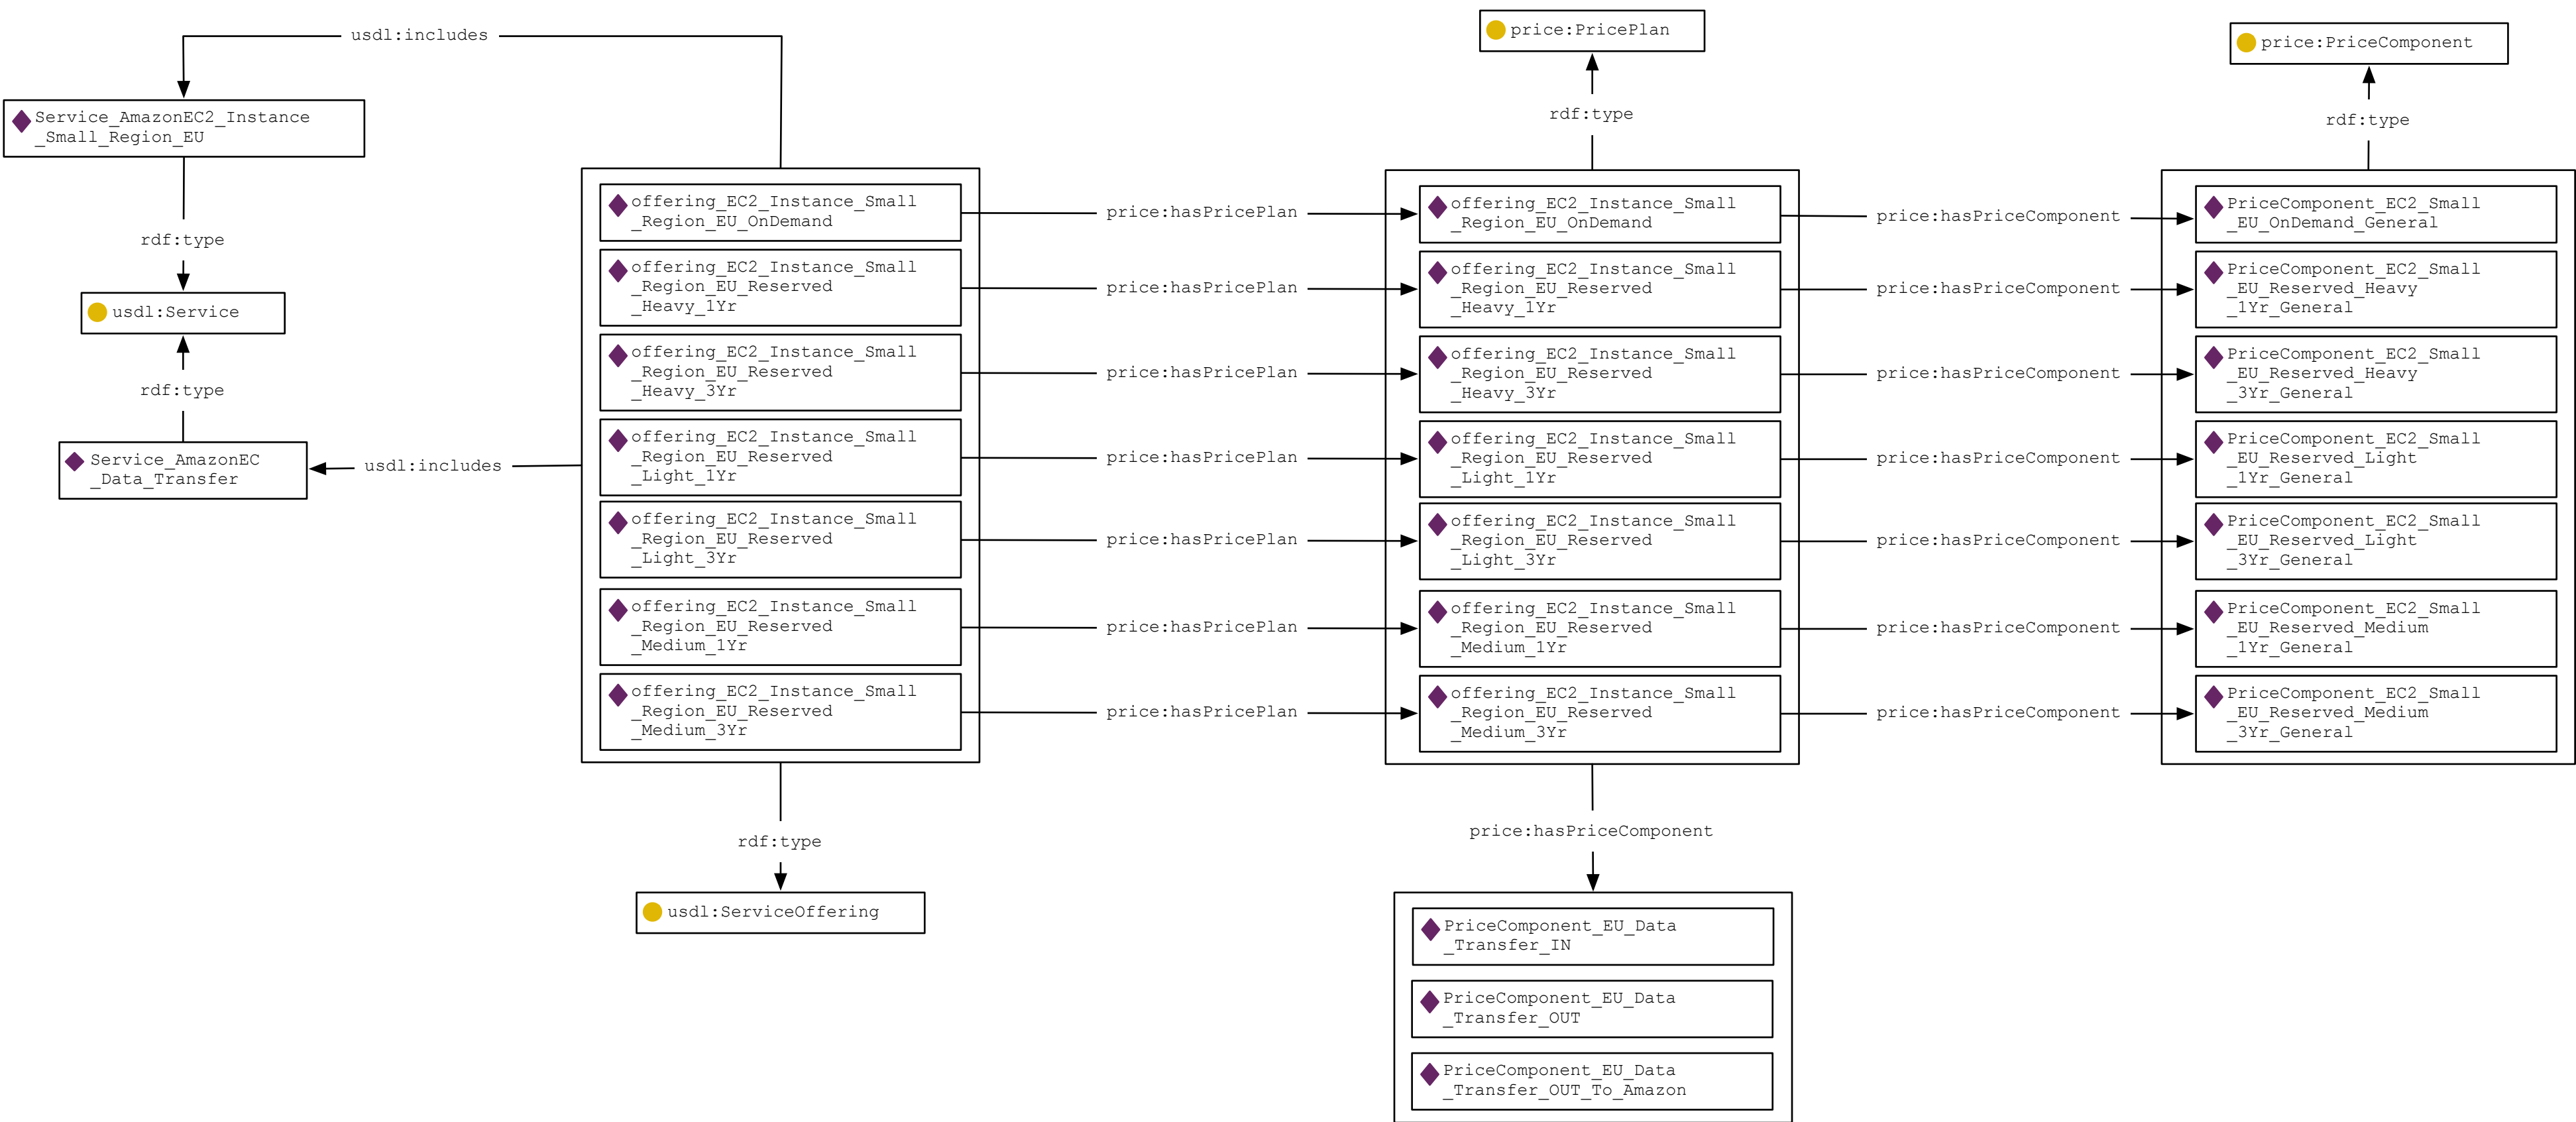 usdl:includes
price:PricePlan
price:PriceComponent
rdf:type
rdf:type
Service_AmazonEC2_Instance
_Small_Region_EU
rdf:type
usdl:Service
rdf:type
Service_AmazonEC
_Data_Transfer
usdl:includes
offering_EC2_Instance_Small
_Region_EU_OnDemand
offering_EC2_Instance_Small
_Region_EU_Reserved
_Heavy_1Yr
offering_EC2_Instance_Small
_Region_EU_Reserved
_Heavy_3Yr
offering_EC2_Instance_Small
_Region_EU_Reserved
_Light_1Yr
offering_EC2_Instance_Small
_Region_EU_Reserved
_Light_3Yr
offering_EC2_Instance_Small
_Region_EU_Reserved
_Medium_1Yr
offering_EC2_Instance_Small
_Region_EU_Reserved
_Medium_3Yr
rdf:type
usdl:ServiceOffering
price:hasPricePlan
price:hasPricePlan
price:hasPricePlan
price:hasPricePlan
price:hasPricePlan
price:hasPricePlan
price:hasPricePlan
offering_EC2_Instance_Small
_Region_EU_OnDemand
offering_EC2_Instance_Small
_Region_EU_Reserved
_Heavy_1Yr
offering_EC2_Instance_Small
_Region_EU_Reserved
_Heavy_3Yr
offering_EC2_Instance_Small
_Region_EU_Reserved
_Light_1Yr
offering_EC2_Instance_Small
_Region_EU_Reserved
_Light_3Yr
offering_EC2_Instance_Small
_Region_EU_Reserved
_Medium_1Yr
offering_EC2_Instance_Small
_Region_EU_Reserved
_Medium_3Yr
price:hasPriceComponent
PriceComponent_EU_Data
_Transfer_IN
PriceComponent_EU_Data
_Transfer_OUT
PriceComponent_EU_Data
_Transfer_OUT_To_Amazon
price:hasPriceComponent
price:hasPriceComponent
price:hasPriceComponent
price:hasPriceComponent
price:hasPriceComponent
price:hasPriceComponent
price:hasPriceComponent
PriceComponent_EC2_Small
_EU_OnDemand_General
PriceComponent_EC2_Small
_EU_Reserved_Heavy
_1Yr_General
PriceComponent_EC2_Small
_EU_Reserved_Heavy
_3Yr_General
PriceComponent_EC2_Small
_EU_Reserved_Light
_1Yr_General
PriceComponent_EC2_Small
_EU_Reserved_Light
_3Yr_General
PriceComponent_EC2_Small
_EU_Reserved_Medium
_1Yr_General
PriceComponent_EC2_Small
_EU_Reserved_Medium
_3Yr_General